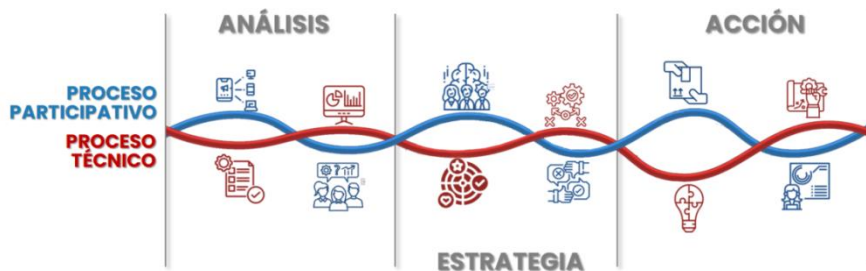 ANÁLISIS
ACCIÓN
PROCESO
PARTICIPATIVO
PROCESO
TÉCNICO
ESTRATEGIA